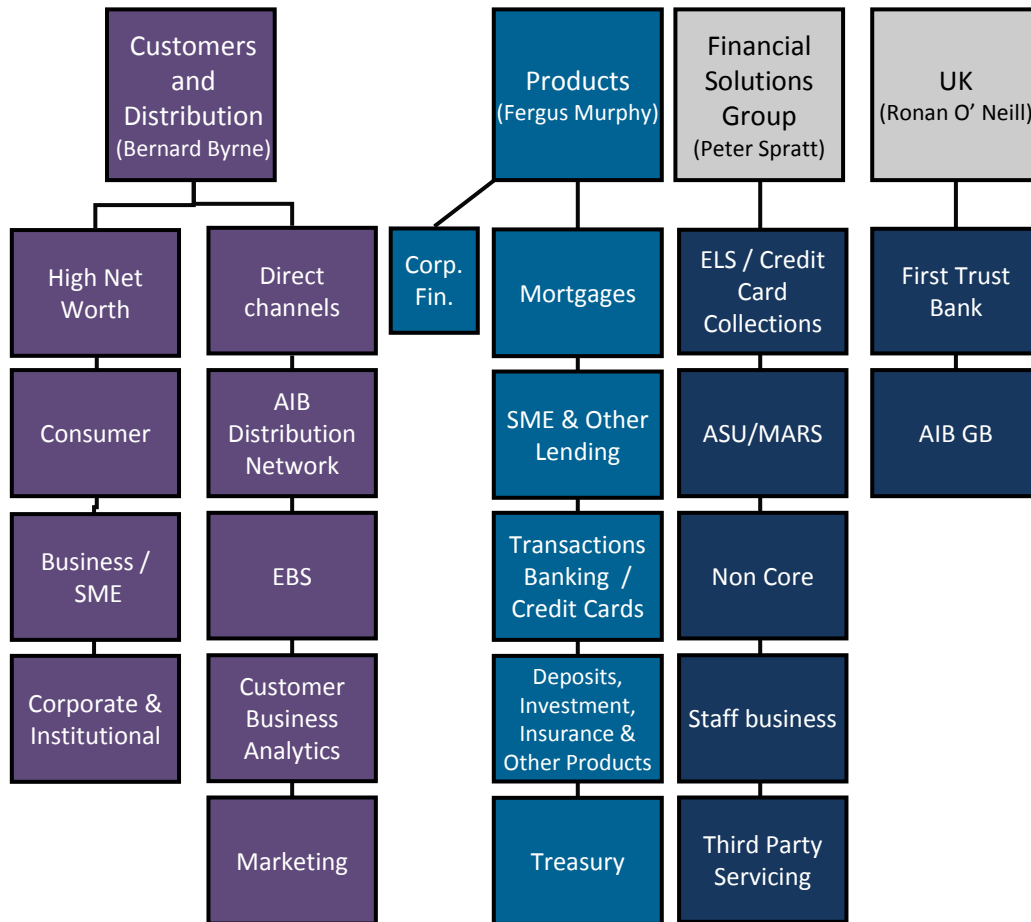 Customers
and
Distribution
(Bernard Byrne)
Products
(Fergus Murphy)
Financial
Solutions
Group
(Peter Spratt)
UK
(Ronan O’ Neill)
High Net
Worth
Direct
channels
Corp.
Fin.
Mortgages
ELS / Credit
Card
Collections
First Trust
Bank
Consumer
AIB
Distribution
Network
SME & Other
Lending
ASU/MARS
AIB GB
Business /
SME
EBS
Transactions
Banking /
Credit Cards
Non Core
Corporate &
Institutional
Customer
Business
Analytics
Deposits,
Investment,
Insurance &
Other Products
Staff business
Marketing
Treasury
Third Party
Servicing